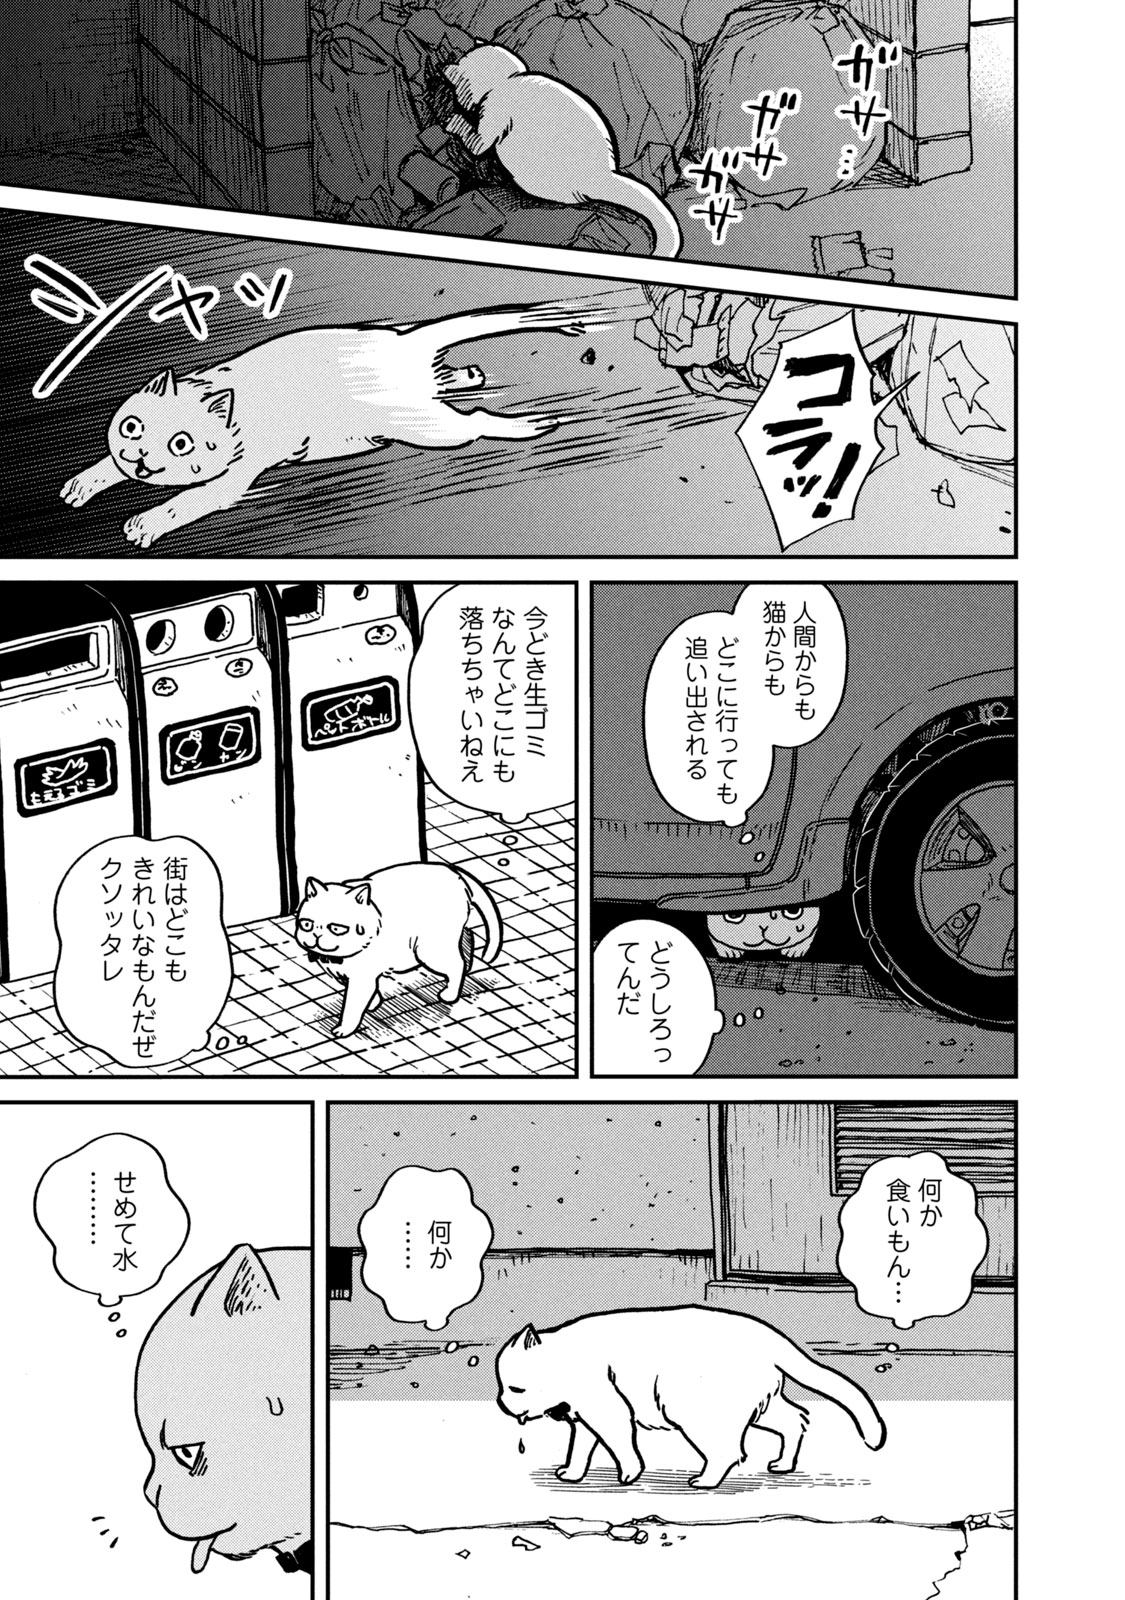 ガサ
ガサ
ガサ…
コラッ!
シャッ
人間からも
猫からも
どこに行っても
追い出される
どうしろっ
てんだ
今どき生ゴミ
なんてどこにも
落ちちゃいねえ
ペットボトル
ビン カン
もえるゴミ
街はどこも
きれいなもんだぜ
クソッタレ
何か
食いもん…
何か
……
せめて水
………